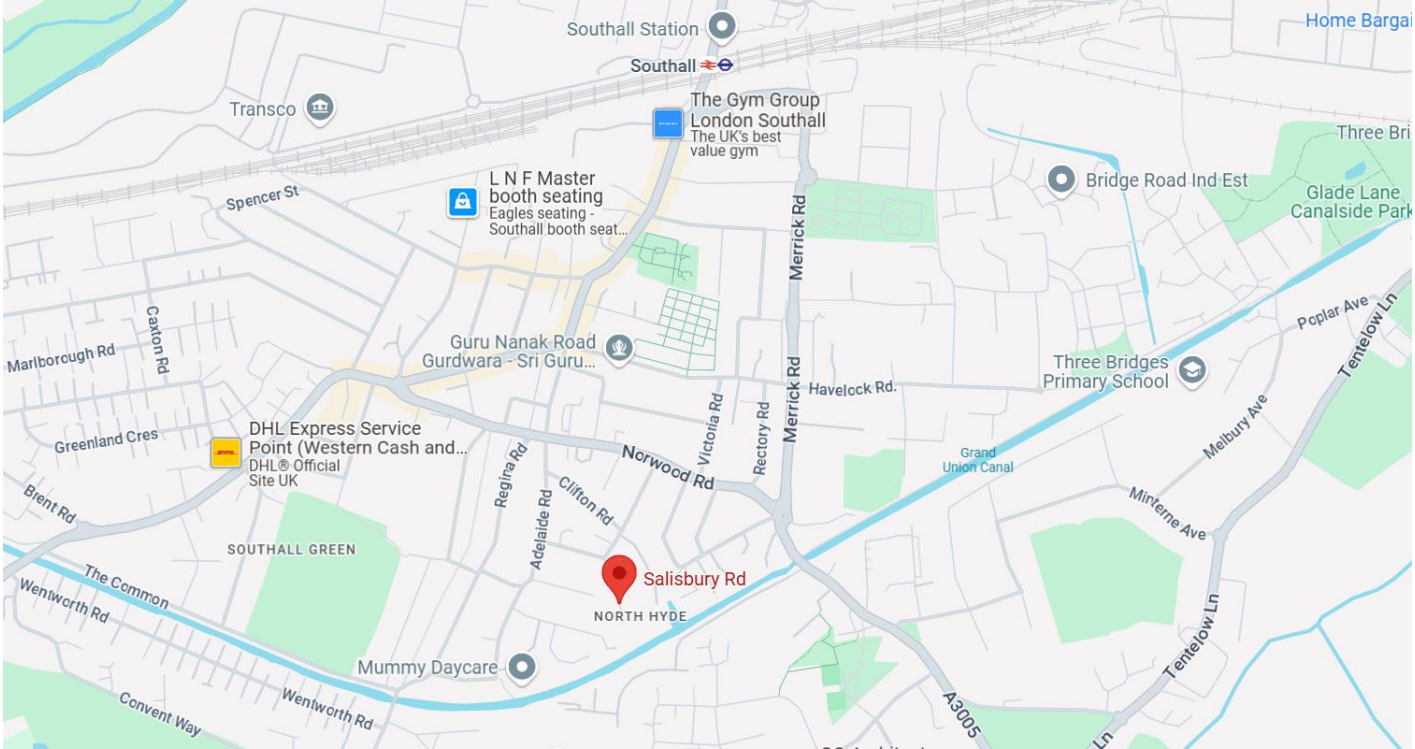 Home Bargai
Southall Station
Southall
Transco
The Gym Group
London Southall
The UK's best
value gym
Three Bri
L N F Master
booth seating
Eagles seating -
Southall booth seat...
Bridge Road Ind Est
Glade Lane
Canalside Park
Spencer St
Merrick Rd
Caxton Rd
Poplar Ave
Marlborough Rd
Guru Nanak Road
Gurdwara - Sri Guru...
Tentelow Ln
Three Bridges
Primary School
Havelock Rd.
Merrick Rd
Victoria Rd
Rectory Rd
Melbury Ave
Greenland Cres
DHL Express Service
Point (Western Cash and...
DHL® Official
Site UK
Norwood Rd
Grand
Union Canal
Regina Rd
Clifton Rd
Brent Rd
Adelaide Rd
Minterne Ave
SOUTHALL GREEN
The Common
Salisbury Rd
Wentworth Rd
NORTH HYDE
Tentelow Ln
Mummy Daycare
Wentworth Rd
Convent Way
A3005
Ln